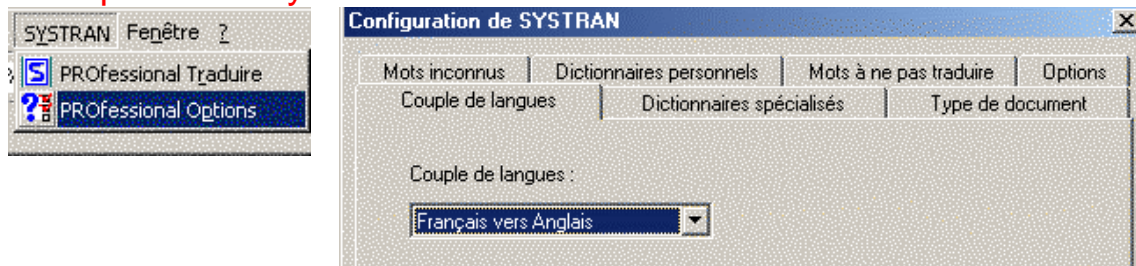 SYSTRAN Fenêtre ?
PROfessional Traduire
PROfessional Options
Configuration de SYSTRAN
Mots inconnus Dictionnaires personnels Mots à ne pas traduire Options
Couple de langues Dictionnaires spécialisés Type de document
Couple de langues :
Français vers Anglais